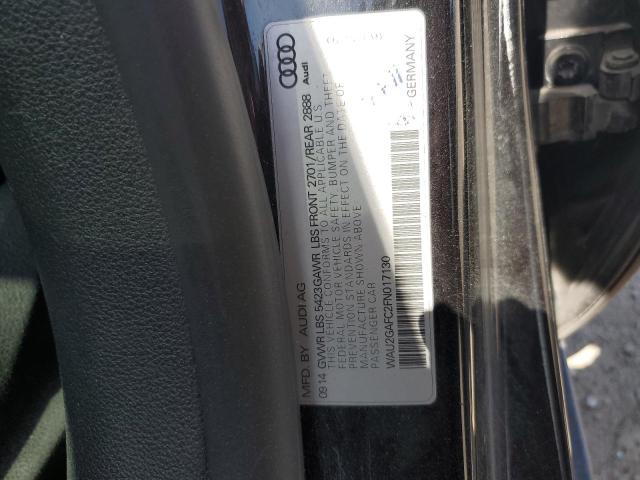 MFD. BY AUDI AG Audi
09.14 GVWR LBS 5423 GAWR LBS FRONT 2701/REAR 2888
THIS VEHICLE CONFORMS TO ALL APPLICABLE U.S.
FEDERAL MOTOR VEHICLE SAFETY, BUMPER AND THEFT
PREVENTION STANDARDS IN EFFECT ON THE DATE OF
MANUFACTURE SHOWN ABOVE
PASSENGER CAR
WAU2GAFC2FN017130
GERMANY